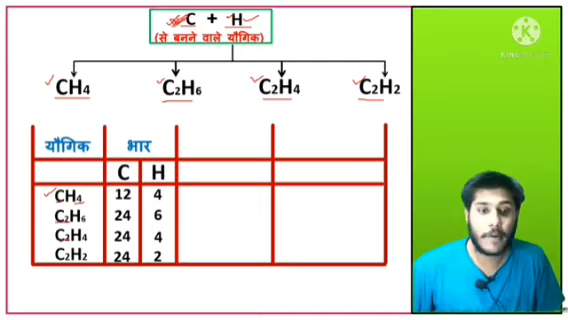 C + H
(से बनने वाले यौगिक)
CH4 C2H6 C2H4 C2H2
यौगिक भार
C H
CH4 12 4
C2H6 24 6
C2H4 24 4
C2H2 24 2